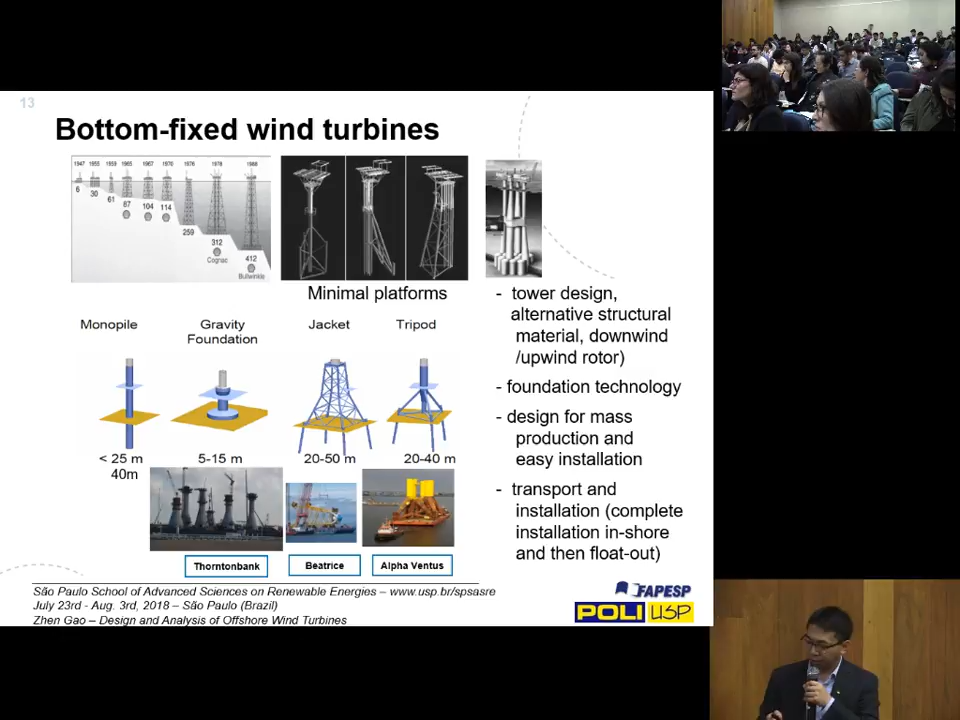 13
Bottom-fixed wind turbines
1947 1955 1959 1965 1967 1970 1976 1978 1988
6
30
61
67
104
114
259
312
Cognac
412
Bullwinkle
Minimal platforms
Monopile
Gravity
Foundation
Jacket
Tripod
< 25 m
40m
5-15 m
20-50 m
20-40 m
Thorntonbank
Beatrice
Alpha Ventus
- tower design,
alternative structural
material, downwind
/upwind rotor)
- foundation technology
- design for mass
production and
easy installation
- transport and
installation (complete
installation in-shore
and then float-out)
São Paulo School of Advanced Sciences on Renewable Energies – www.usp.br/spsasre
July 23rd - Aug. 3rd, 2018 – São Paulo (Brazil)
Zhen Gao – Design and Analysis of Offshore Wind Turbines
FAPESP
POLI USP